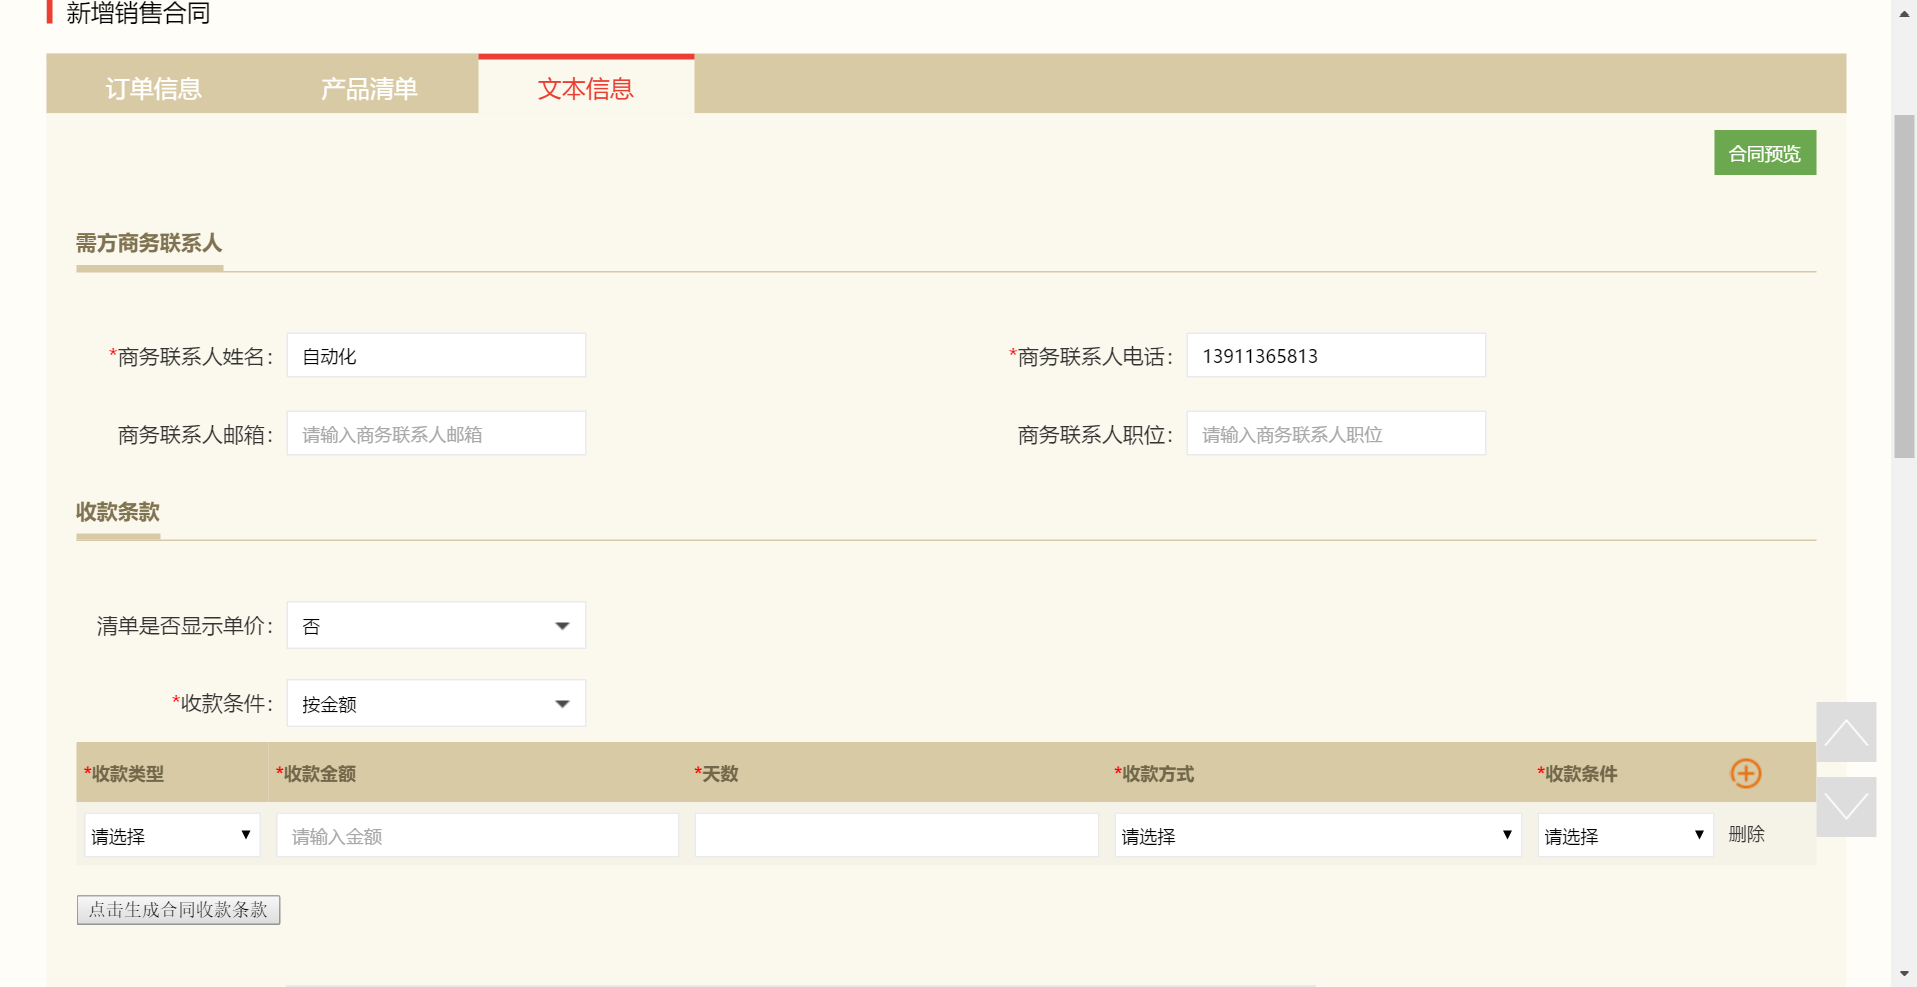 新增销售合同
订单信息 产品清单 文本信息
合同预览
需方商务联系人
*商务联系人姓名： 自动化 *商务联系人电话： 13911365813
商务联系人邮箱： 请输入商务联系人邮箱 商务联系人职位： 请输入商务联系人职位
收款条款
清单是否显示单价： 否
*收款条件： 按金额
*收款类型 *收款金额 *天数 *收款方式 *收款条件
请选择 请输入金额 请选择 请选择 删除
点击生成合同收款条款